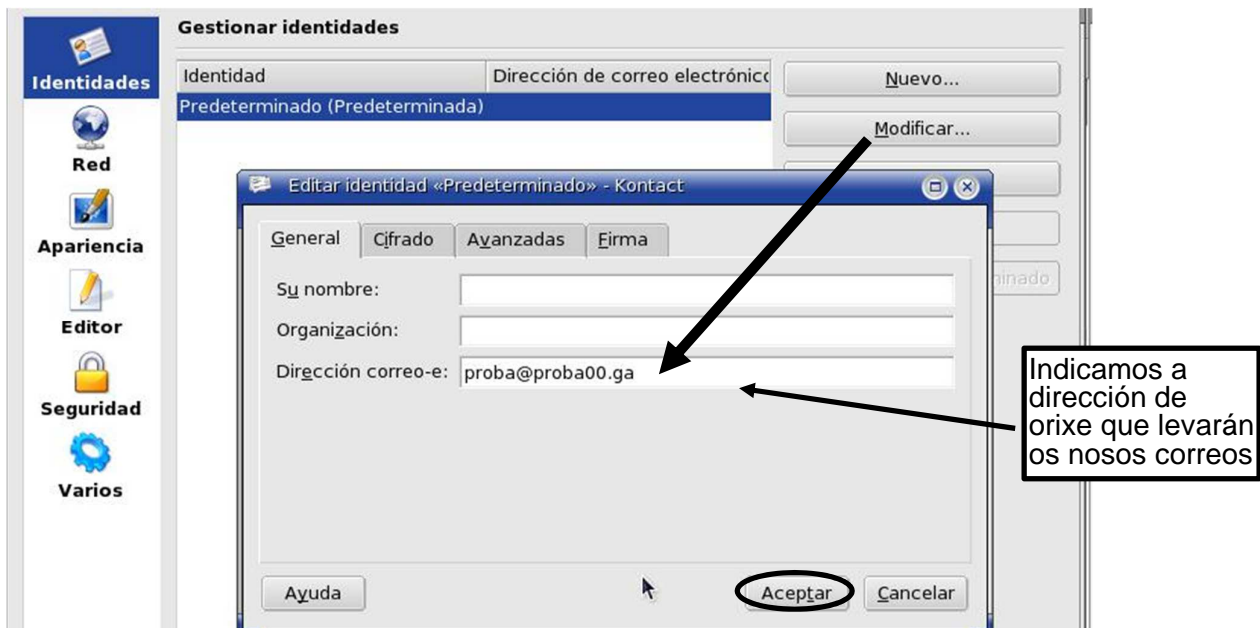 Gestionar identidades
Identidades
Identidad Dirección de correo electrónico
Predeterminado (Predeterminada)
Nuevo...
Modificar...
Red
Editar identidad «Predeterminado» - Kontact
Apariencia
General Cifrado Avanzadas Firma
Su nombre:
minado
Organización:
Editor
Dirección correo-e: proba@proba00.ga
Indicamos a
dirección de
orixe que levarán
os nosos correos
Seguridad
Varios
Ayuda Aceptar Cancelar